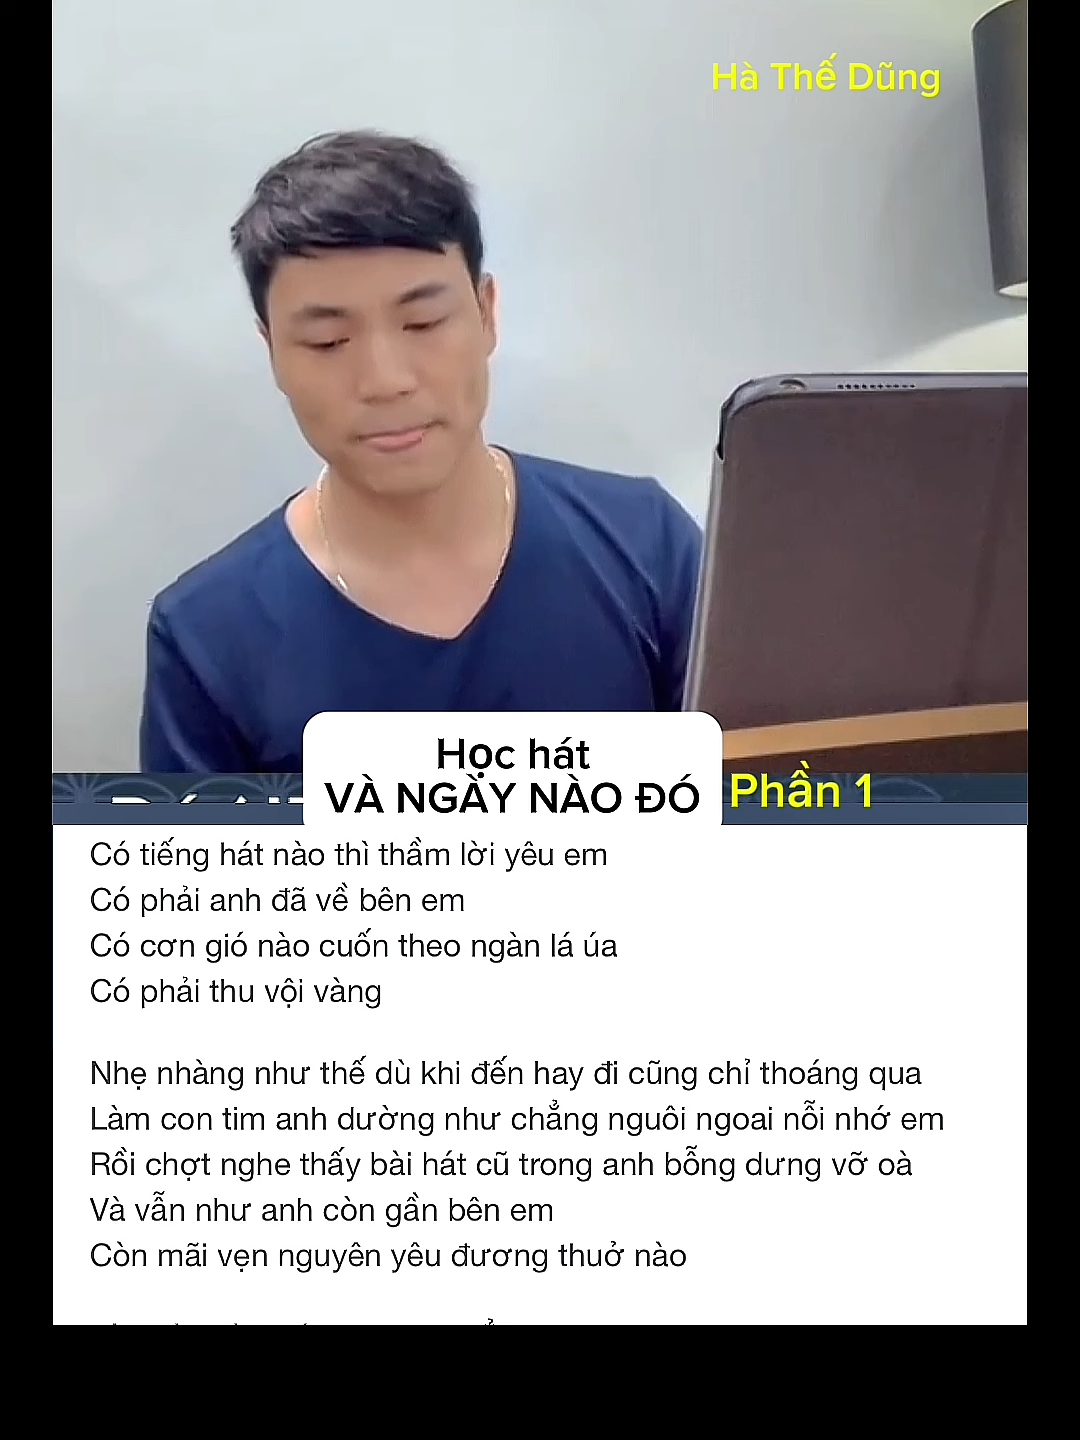 Hà Thế Dũng
Học hát
VÀ NGÀY NÀO ĐÓ
Phần 1
Có tiếng hát nào thì thầm lời yêu em
Có phải anh đã về bên em
Có cơn gió nào cuốn theo ngàn lá úa
Có phải thu vội vàng
Nhẹ nhàng như thế dù khi đến hay đi cũng chỉ thoáng qua
Làm con tim anh dường như chẳng nguôi ngoai nỗi nhớ em
Rồi chợt nghe thấy bài hát cũ trong anh bỗng dưng vỡ oà
Và vẫn như anh còn gần bên em
Còn mãi vẹn nguyên yêu đương thuở nào